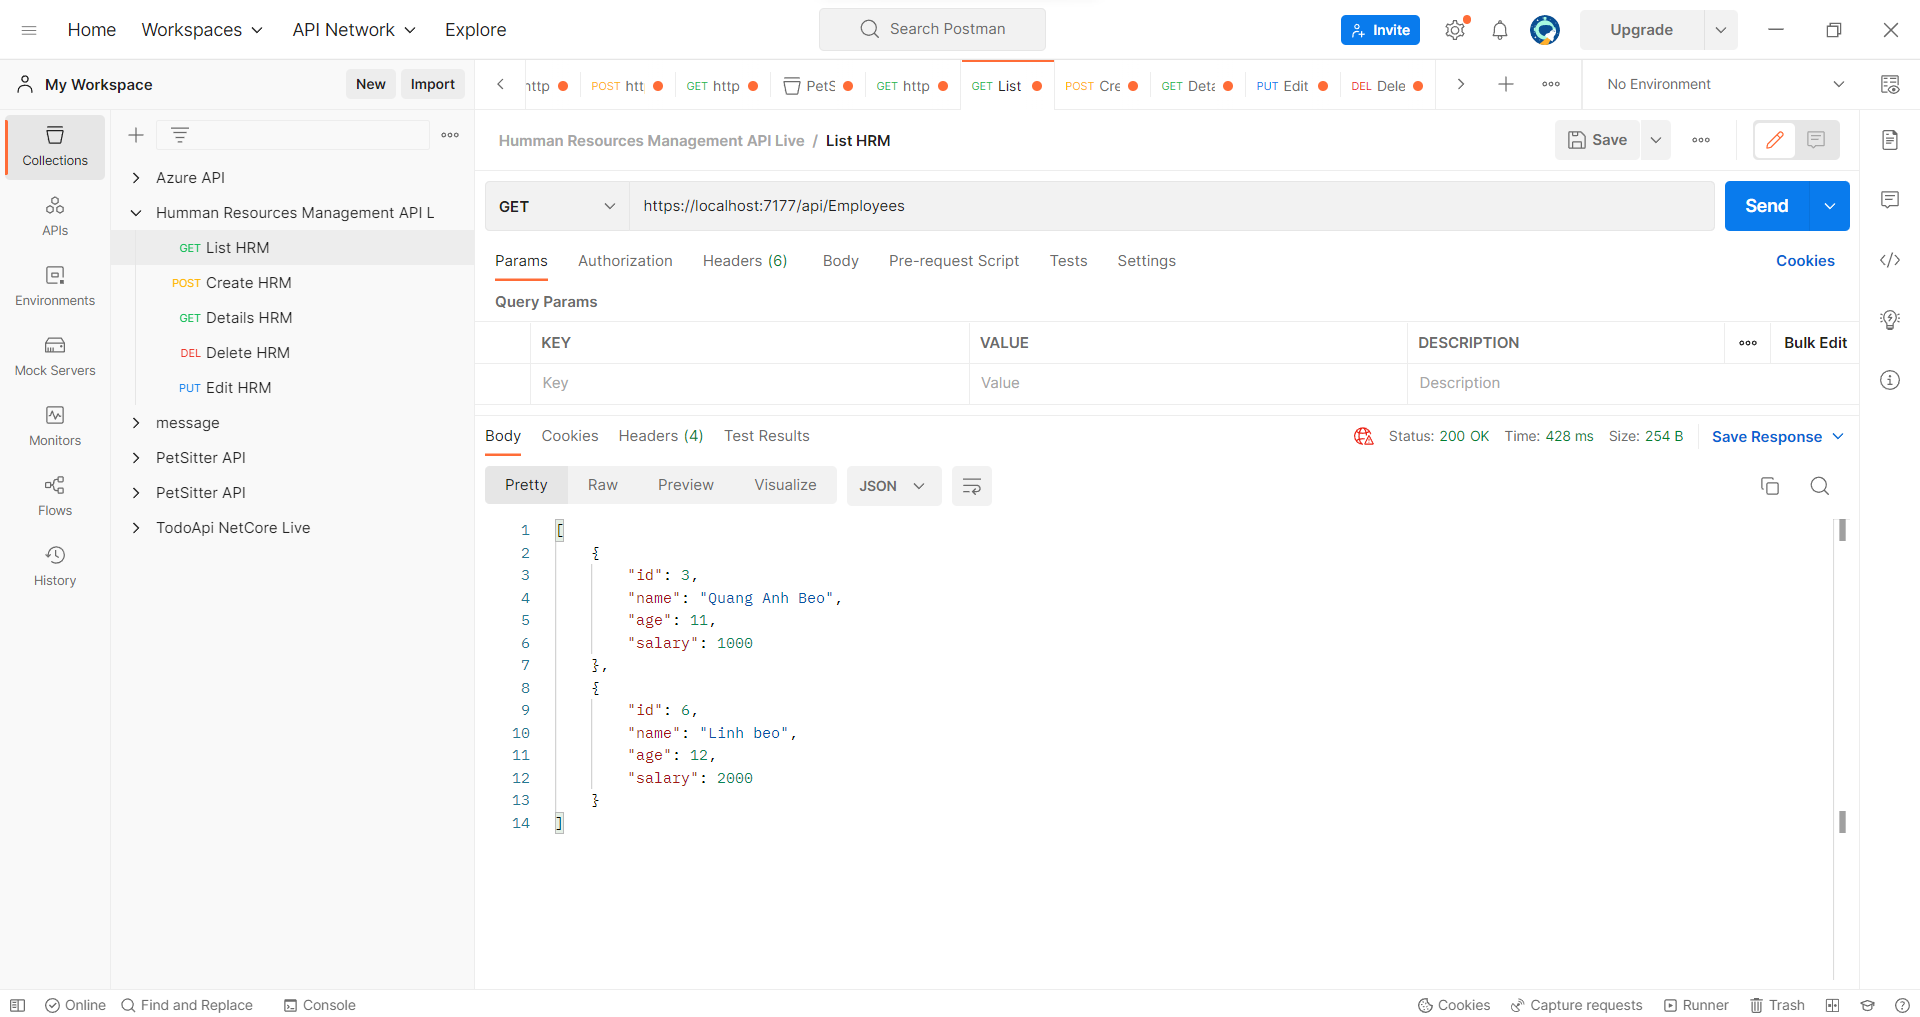 Home Workspaces API Network Explore Search Postman Invite Upgrade
My Workspace New Import
http POST htt GET http PetS GET http GET List POST Cre GET Deta PUT Edit DEL Dele No Environment
Collections
APIs
Environments
Mock Servers
Monitors
Flows
History
Azure API
Humman Resources Management API L
GET List HRM
POST Create HRM
GET Details HRM
DEL Delete HRM
PUT Edit HRM
message
PetSitter API
PetSitter API
TodoApi NetCore Live
Humman Resources Management API Live / List HRM Save
GET https://localhost:7177/api/Employees Send
Params Authorization Headers (6) Body Pre-request Script Tests Settings Cookies
Query Params
KEY VALUE DESCRIPTION Bulk Edit
Key Value Description
Body Cookies Headers (4) Test Results Status: 200 OK Time: 428 ms Size: 254 B Save Response
Pretty Raw Preview Visualize JSON
1 [
2 {
3 "id": 3,
4 "name": "Quang Anh Beo",
5 "age": 11,
6 "salary": 1000
7 },
8 {
9 "id": 6,
10 "name": "Linh beo",
11 "age": 12,
12 "salary": 2000
13 }
14 ]
Online Find and Replace Console Cookies Capture requests Runner Trash